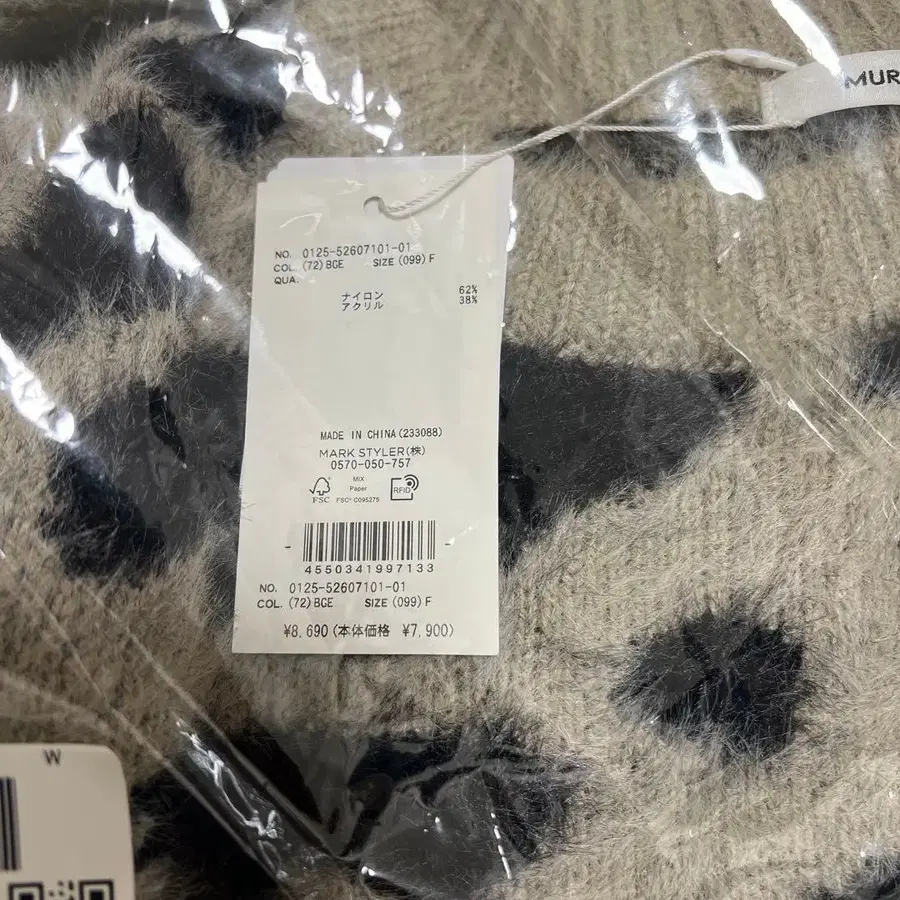 MUR
NO. 0125-52607101-01
COL. (72) BGE SIZE (099) F
QUA.
ナイロン 62%
アクリル 38%
MADE IN CHINA (233088)
MARK STYLER(株)
0570-050-757
FSC
MIX
Paper
FSC® C095275
RFID
4550341997133
NO. 0125-52607101-01
COL. (72) BGE SIZE (099) F
¥8,690 (本体価格 ¥7,900)
W